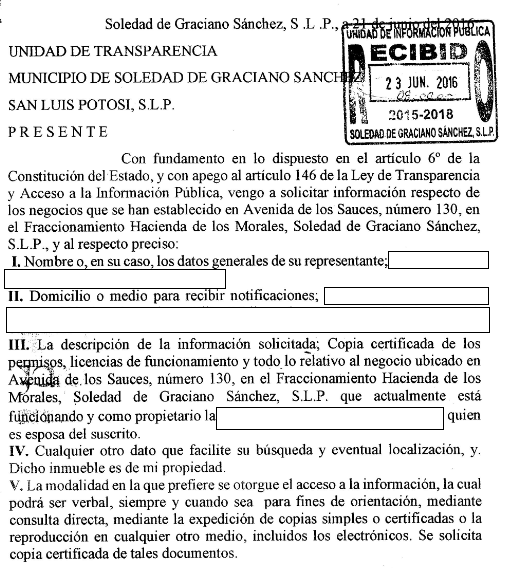 Soledad de Graciano Sánchez, S .L .P., a 21 de junio del 2016
UNIDAD DE INFORMACION PÚBLICA
UNIDAD DE TRANSPARENCIA
RECIBIDO
MUNICIPIO DE SOLEDAD DE GRACIANO SANCHEZ
23 JUN. 2016
SAN LUIS POTOSI, S.L.P.
2015-2018
P R E S E N T E
SOLEDAD DE GRACIANO SÁNCHEZ, S.L.P.
Con fundamento en lo dispuesto en el artículo 6º de la
Constitución del Estado, y con apego al artículo 146 de la Ley de Transparencia
y Acceso a la Información Pública, vengo a solicitar información respecto de
los negocios que se han establecido en Avenida de los Sauces, número 130, en
el Fraccionamiento Hacienda de los Morales, Soledad de Graciano Sánchez,
S.L.P., y al respecto preciso:
I. Nombre o, en su caso, los datos generales de su representante;
II. Domicilio o medio para recibir notificaciones;
III. La descripción de la información solicitada; Copia certificada de los
permisos, licencias de funcionamiento y todo lo relativo al negocio ubicado en
Avenida de los Sauces, número 130, en el Fraccionamiento Hacienda de los
Morales, Soledad de Graciano Sánchez, S.L.P. que actualmente está
funcionando y como propietario la quien
es esposa del suscrito.
IV. Cualquier otro dato que facilite su búsqueda y eventual localización, y.
Dicho inmueble es de mi propiedad.
V. La modalidad en la que prefiere se otorgue el acceso a la información, la cual
podrá ser verbal, siempre y cuando sea para fines de orientación, mediante
consulta directa, mediante la expedición de copias simples o certificadas o la
reproducción en cualquier otro medio, incluidos los electrónicos. Se solicita
copia certificada de tales documentos.